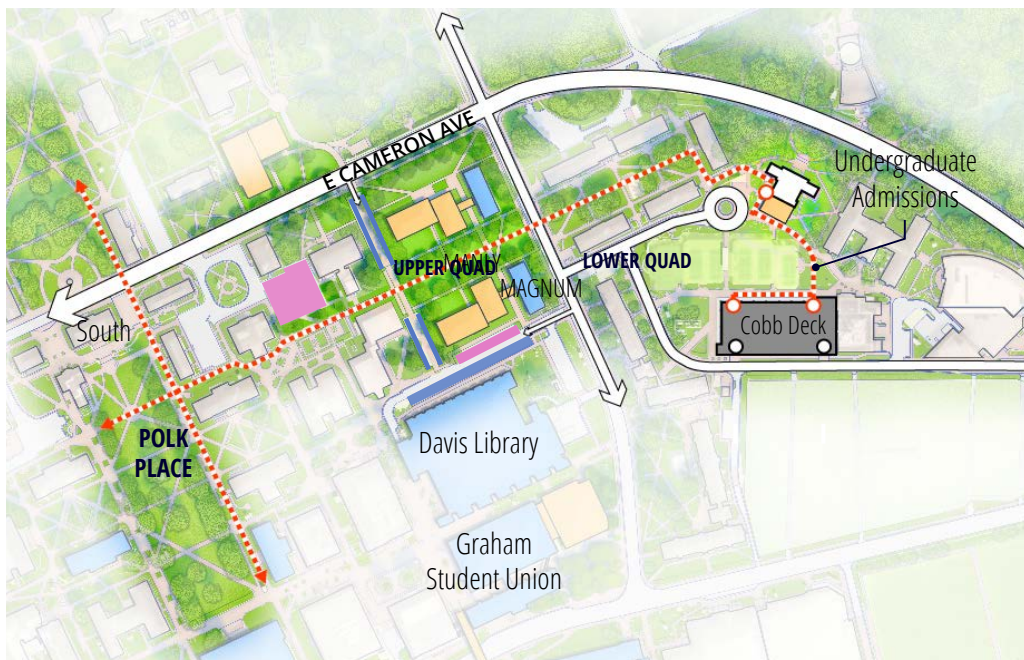 E CAMERON AVE
Undergraduate
Admissions
UPPER QUAD
LOWER QUAD
MAGNUM
South
Cobb Deck
POLK
PLACE
Davis Library
Graham
Student Union